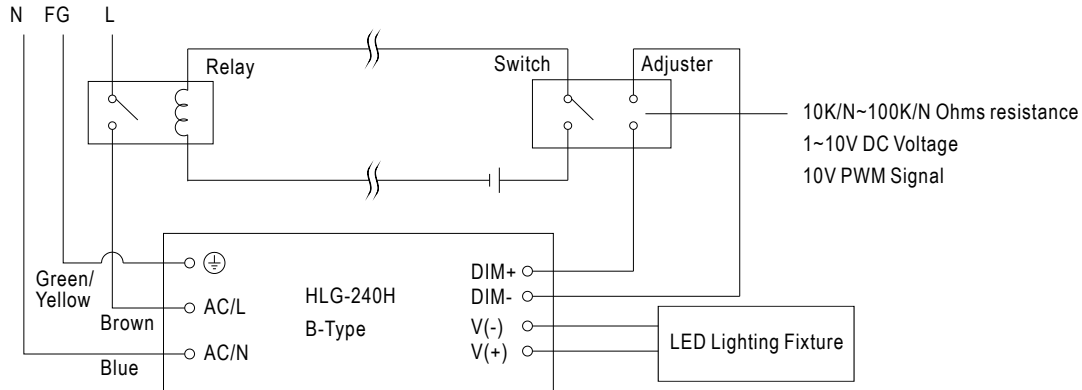 N FG L
Relay
Switch
Adjuster
10K/N~100K/N Ohms resistance
1~10V DC Voltage
10V PWM Signal
Green/
Yellow
Brown
Blue
AC/L
AC/N
HLG-240H
B-Type
DIM+
DIM-
V(-)
V(+)
LED Lighting Fixture